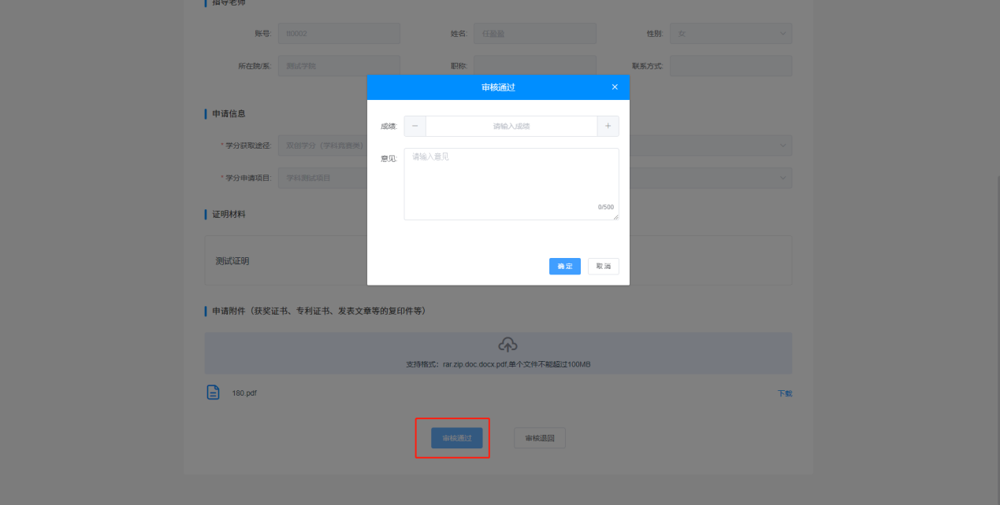 指导老师
账号: 80002 姓名: 任盈盈 性别: 女
所在院/系: 测试学院 职称: 联系方式:
审核通过
申请信息
成绩: 请输入成绩
* 学分获取途径: 双创学分（学科竞赛类）
意见: 请输入意见
* 学分申请项目: 学科测试项目
0/500
证明材料
测试证明
确定 取消
申请附件（获奖证书、专利证书、发表文章等的复印件等）
支持格式：rar.zip.doc.docx.pdf,单个文件不能超过100MB
180.pdf 下载
审核通过 审核退回